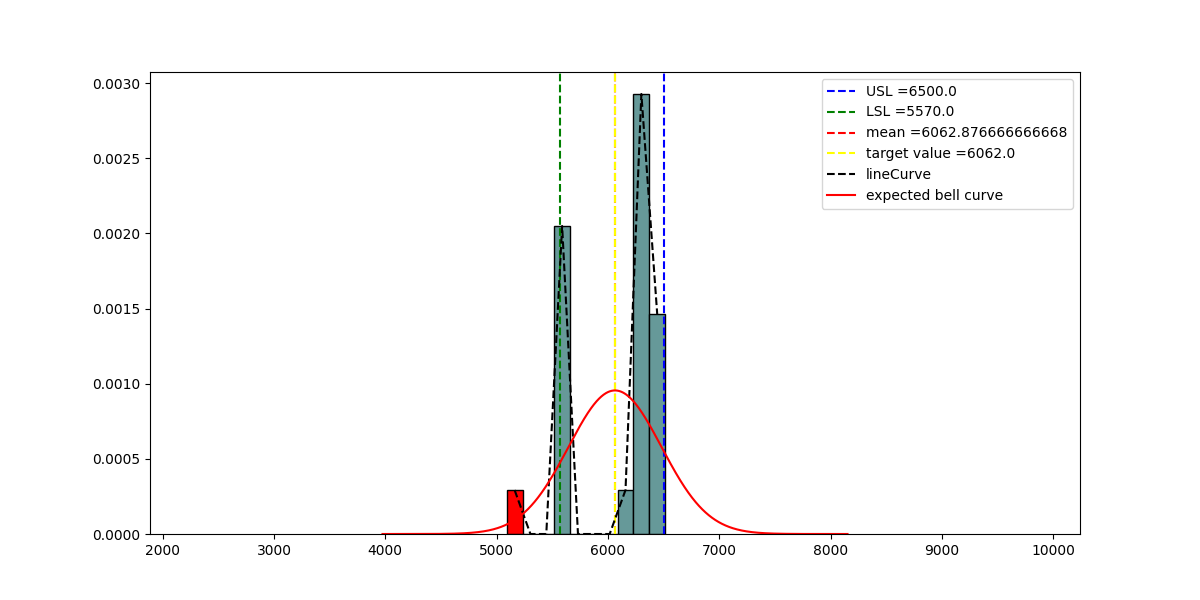 0.0030
0.0025
0.0020
0.0015
0.0010
0.0005
0.0000
2000 3000 4000 5000 6000 7000 8000 9000 10000
USL =6500.0
LSL =5570.0
mean =6062.876666666668
target value =6062.0
lineCurve
expected bell curve